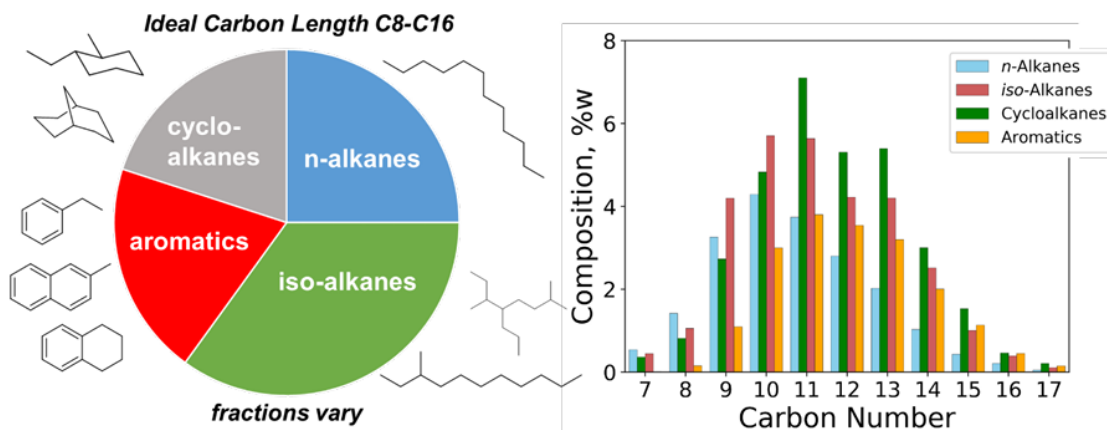 Ideal Carbon Length C8-C16
cyclo-
alkanes
n-alkanes
aromatics
iso-alkanes
fractions vary
8
6
4
2
0
Composition, %w
n-Alkanes
iso-Alkanes
Cycloalkanes
Aromatics
7 8 9 10 11 12 13 14 15 16 17
Carbon Number